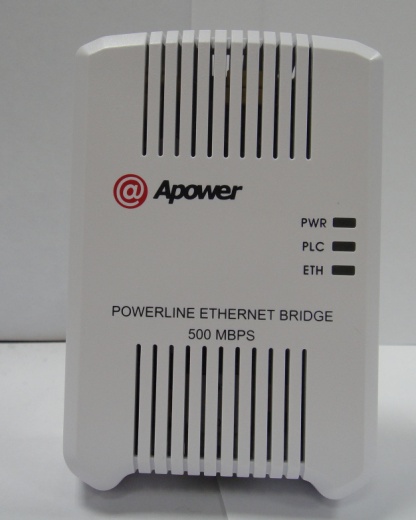 @ Apower
PWR
PLC
ETH
POWERLINE ETHERNET BRIDGE
500 MBPS